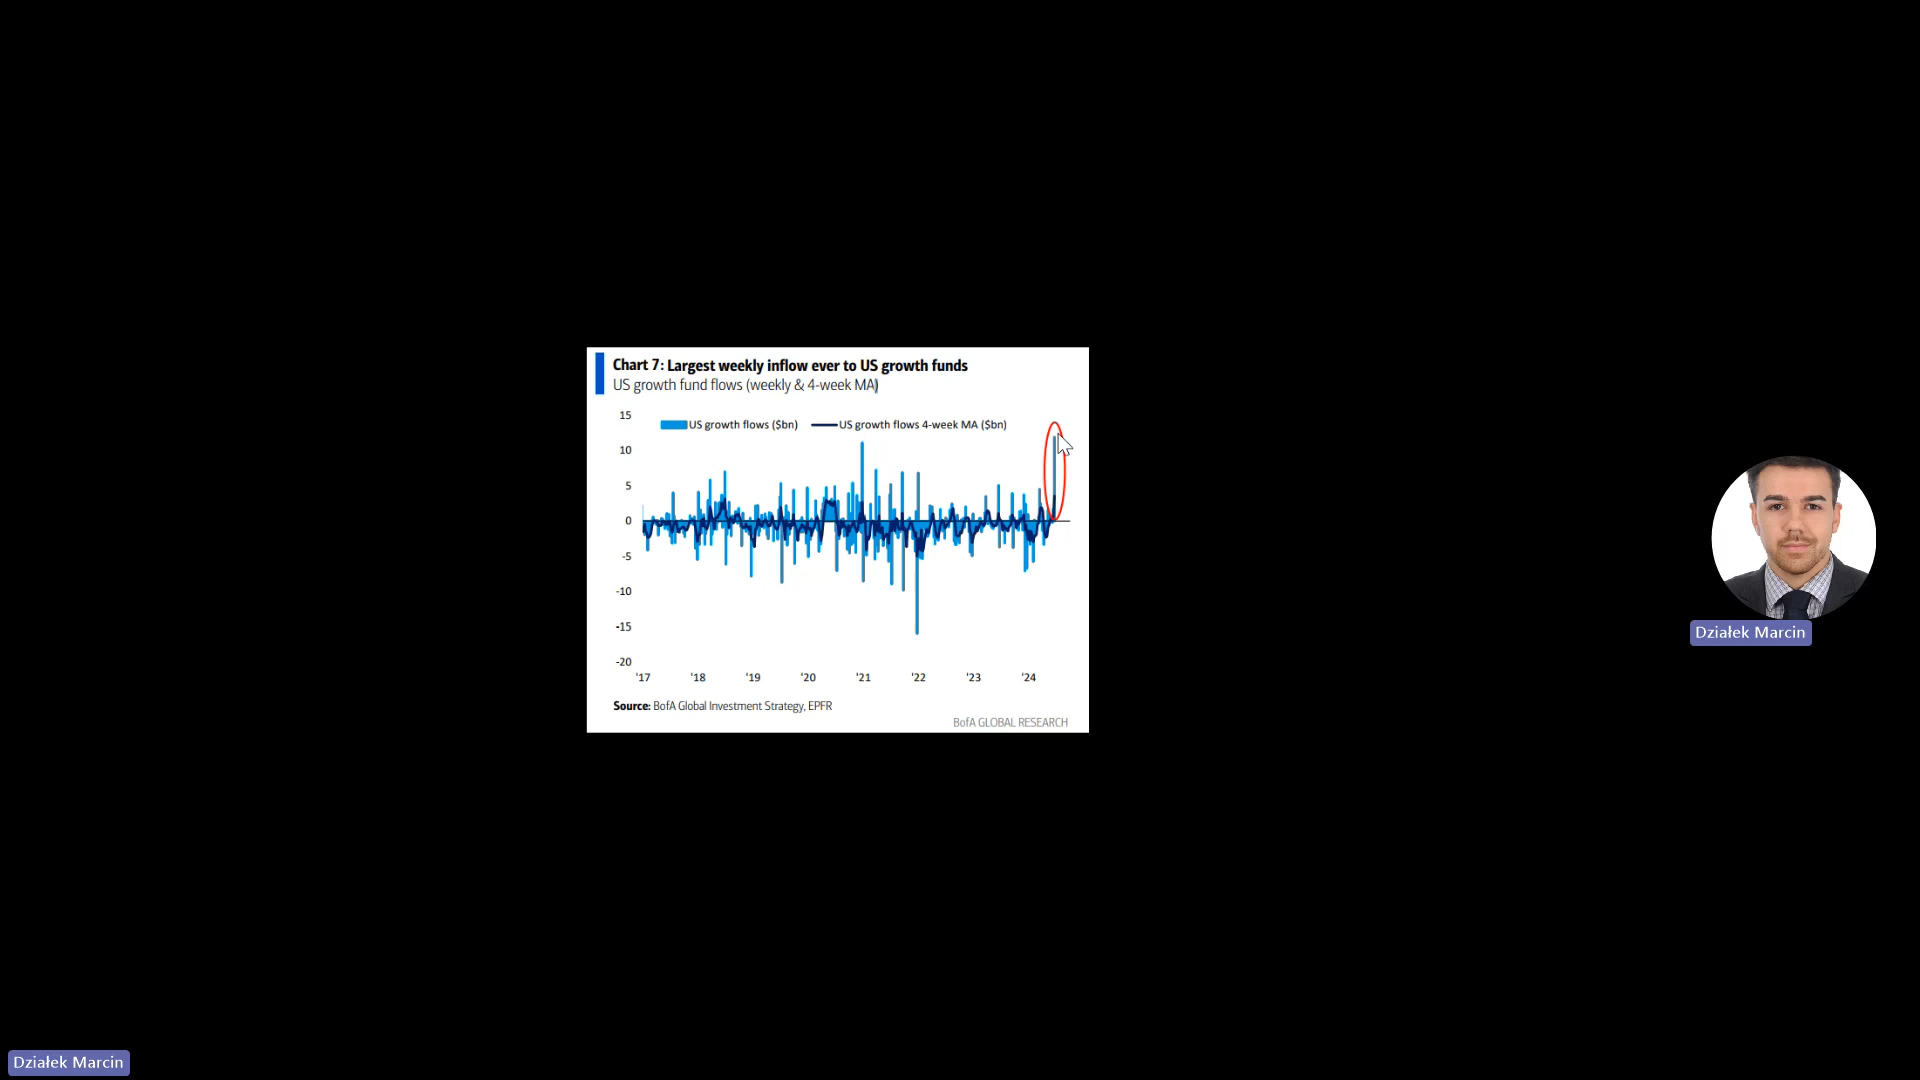 Chart 7: Largest weekly inflow ever to US growth funds
US growth fund flows (weekly & 4-week MA)
US growth flows ($bn) US growth flows 4-week MA ($bn)
15
10
5
0
-5
-10
-15
-20
'17 '18 '19 '20 '21 '22 '23 '24
Source: BofA Global Investment Strategy, EPFR
BofA GLOBAL RESEARCH
Działek Marcin
Działek Marcin